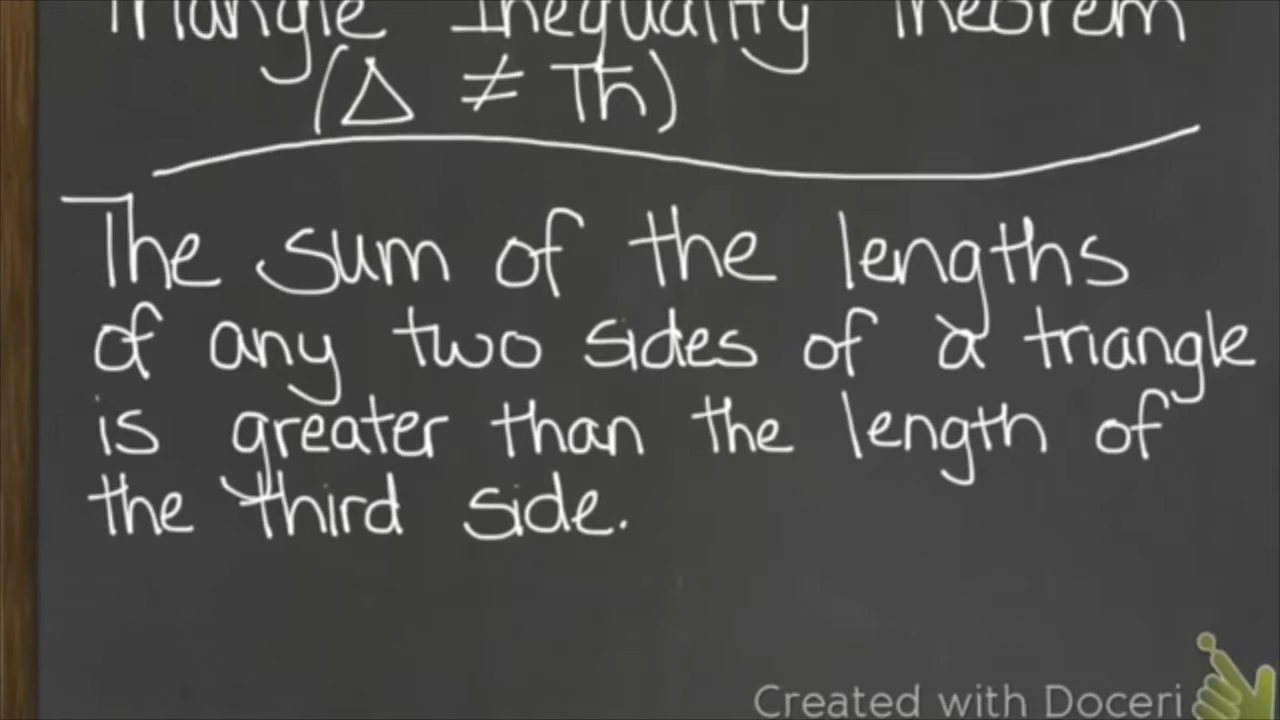 Triangle Inequality Theorem
(Δ ≠ Th)
The sum of the lengths
of any two sides of a triangle
is greater than the length of
the third side.
Created with Doceri